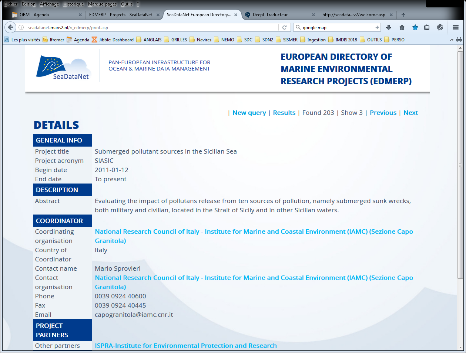 Les plus visités
Ifremer
Agenda
SeaDataNet
PAN-EUROPEAN INFRASTRUCTURE FOR
OCEAN & MARINE DATA MANAGEMENT
EUROPEAN DIRECTORY OF
MARINE ENVIRONMENTAL
RESEARCH PROJECTS (EDMERP)
| New query | Results | Found 203 | Show 3 | Previous | Next
DETAILS
GENERAL INFO
Project title Submerged pollutant sources in the Sicilian Sea
Project acronym SIASIC
Begin date 2011-01-12
End date To present
DESCRIPTION
Abstract Evaluating the impact of pollutants release from ten sources of pollution, namely submerged sunk wrecks,
both military and civilian, located in the Strait of Sicily and in other Sicilian waters.
COORDINATOR
Coordinating National Research Council of Italy - Institute for Marine and Coastal Environment (IAMC) (Sezione Capo
organisation Granitola)
Country of Italy
Coordinator
Contact name Mario Sprovieri
Contact National Research Council of Italy - Institute for Marine and Coastal Environment (IAMC) (Sezione Capo
organisation Granitola)
Phone 0039 0924 40600
Fax 0039 0924 40445
Email capogranitola@iamc.cnr.it
PROJECT
PARTNERS
Other partners ISPRA-Institute for Environmental Protection and Research